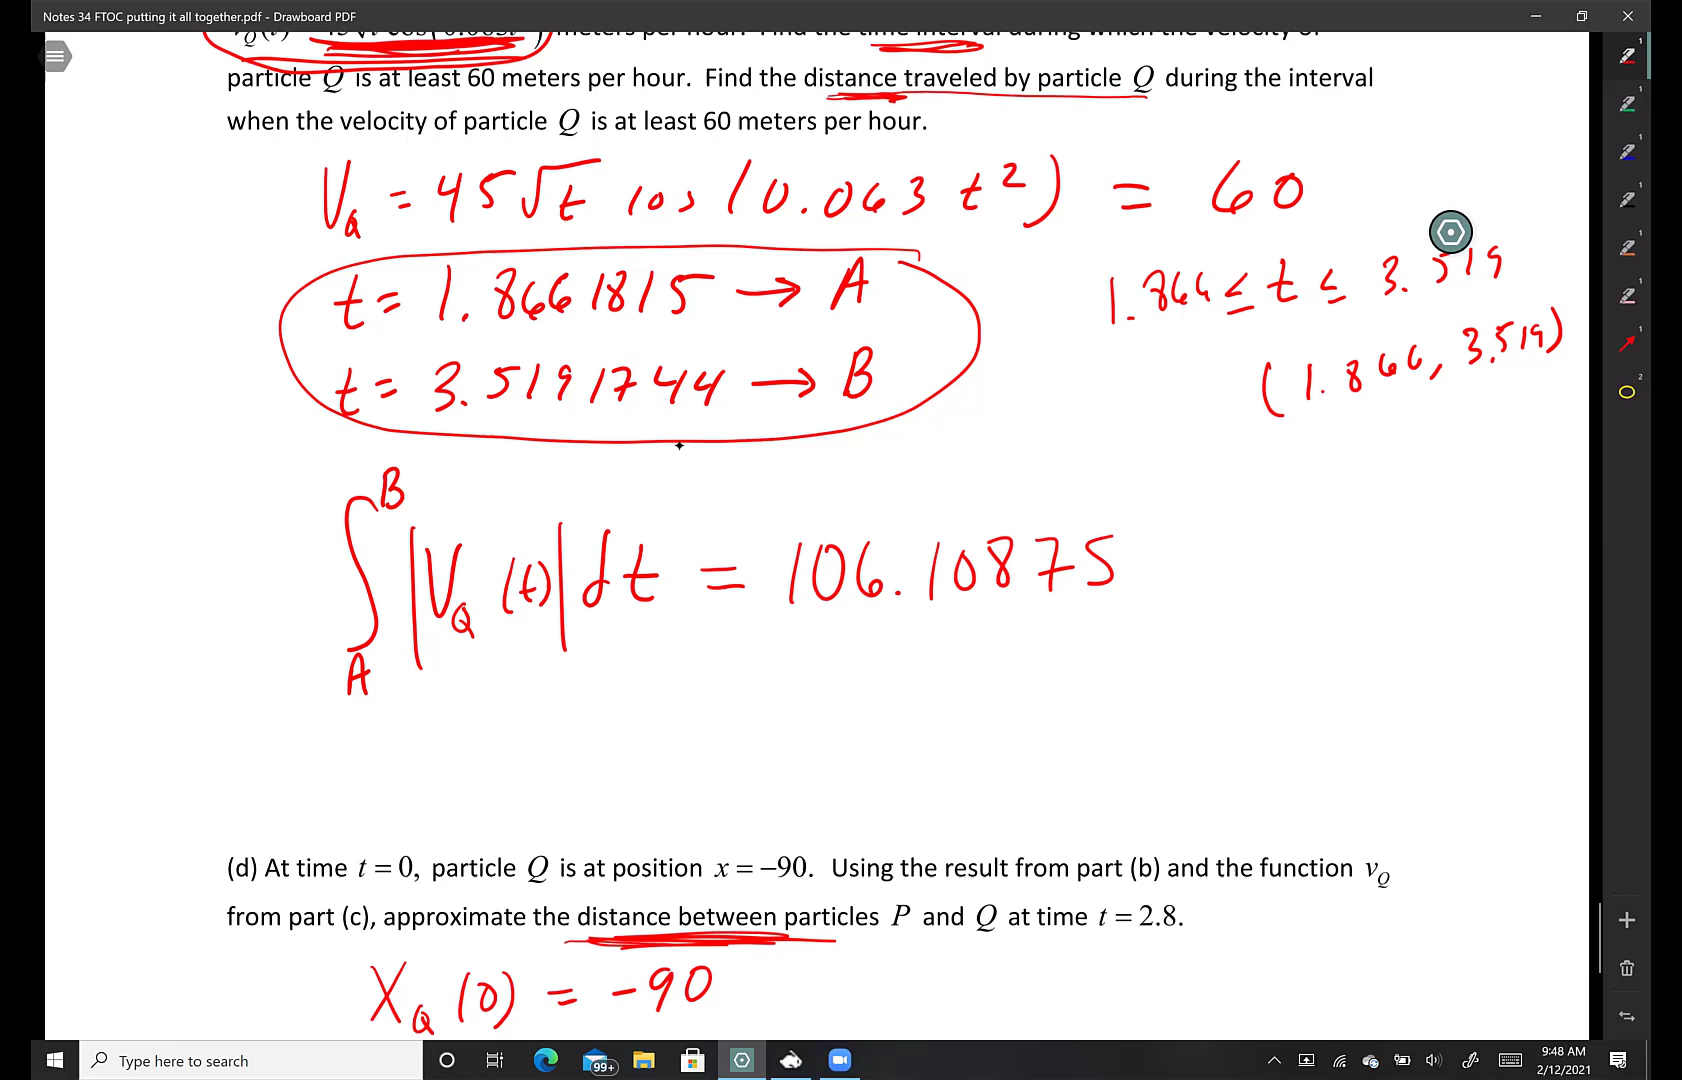 Notes 34 FTOC putting it all together.pdf - Drawboard PDF
particle Q is at least 60 meters per hour. Find the distance traveled by particle Q during the interval
when the velocity of particle Q is at least 60 meters per hour.
V_Q = 45√t cos(0.063 t²) = 60
t = 1.8661815 → A
t = 3.5191744 → B
1.866 ≤ t ≤ 3.519
(1.866, 3.519)
∫_A^B |V_Q (t)| dt = 106.10875
(d) At time t = 0, particle Q is at position x = −90. Using the result from part (b) and the function v_Q
from part (c), approximate the distance between particles P and Q at time t = 2.8.
X_Q (0) = -90
Type here to search
99+
9:48 AM
2/12/2021